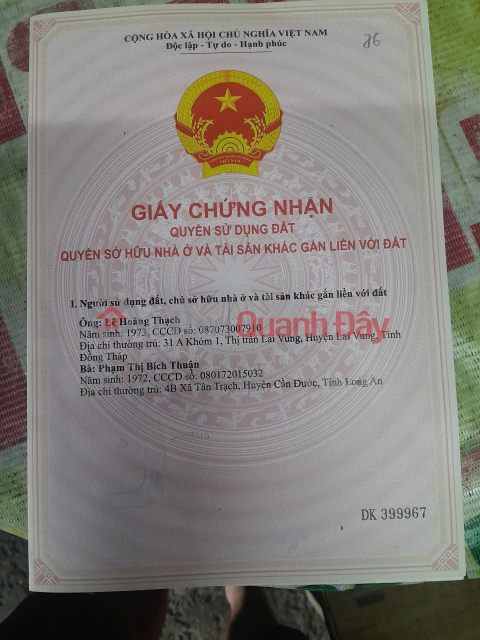 CỘNG HÒA XÃ HỘI CHỦ NGHĨA VIỆT NAM
Độc lập - Tự do - Hạnh phúc
76
VIỆT NAM
GIẤY CHỨNG NHẬN
QUYỀN SỬ DỤNG ĐẤT
QUYỀN SỞ HỮU NHÀ Ở VÀ TÀI SẢN KHÁC GẮN LIỀN VỚI ĐẤT
I. Người sử dụng đất, chủ sở hữu nhà ở và tài sản khác gắn liền với đất
Ông: Lê Hoàng Thạch
Năm sinh: 1973, CCCD số: 087073007910
Địa chỉ thường trú: 31 A Khóm 1, Thị trấn Lai Vung, Huyện Lai Vung, Tỉnh
Đồng Tháp
Bà: Phạm Thị Bích Thuận
Năm sinh: 1972, CCCD số: 080172015032
Địa chỉ thường trú: 4B Xã Tân Trạch, Huyện Cần Đước, Tỉnh Long An
Quanh Đây
DK 399967